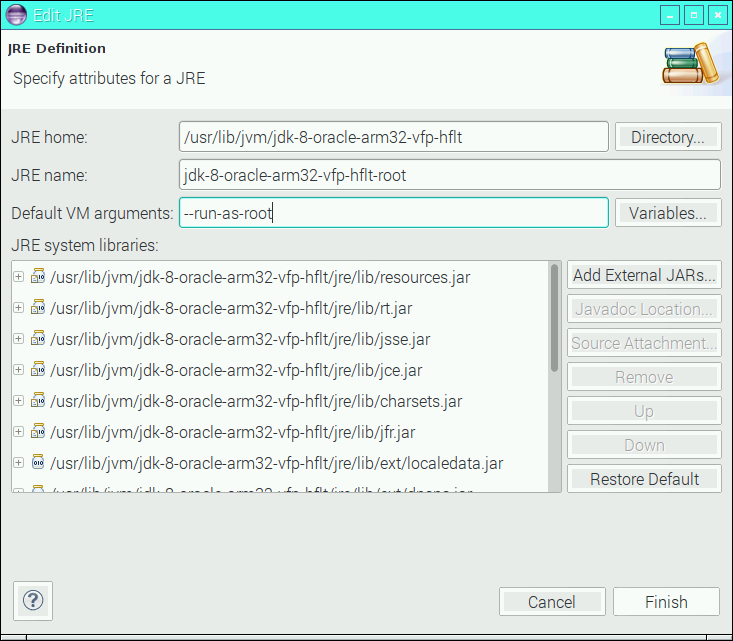 Edit JRE
JRE Definition
Specify attributes for a JRE
JRE home: /usr/lib/jvm/jdk-8-oracle-arm32-vfp-hflt Directory...
JRE name: jdk-8-oracle-arm32-vfp-hflt-root
Default VM arguments: --run-as-root Variables...
JRE system libraries:
/usr/lib/jvm/jdk-8-oracle-arm32-vfp-hflt/jre/lib/resources.jar
/usr/lib/jvm/jdk-8-oracle-arm32-vfp-hflt/jre/lib/rt.jar
/usr/lib/jvm/jdk-8-oracle-arm32-vfp-hflt/jre/lib/jsse.jar
/usr/lib/jvm/jdk-8-oracle-arm32-vfp-hflt/jre/lib/jce.jar
/usr/lib/jvm/jdk-8-oracle-arm32-vfp-hflt/jre/lib/charsets.jar
/usr/lib/jvm/jdk-8-oracle-arm32-vfp-hflt/jre/lib/jfr.jar
/usr/lib/jvm/jdk-8-oracle-arm32-vfp-hflt/jre/lib/ext/localedata.jar
Add External JARs...
Javadoc Location...
Source Attachment...
Remove
Up
Down
Restore Default
?
Cancel
Finish